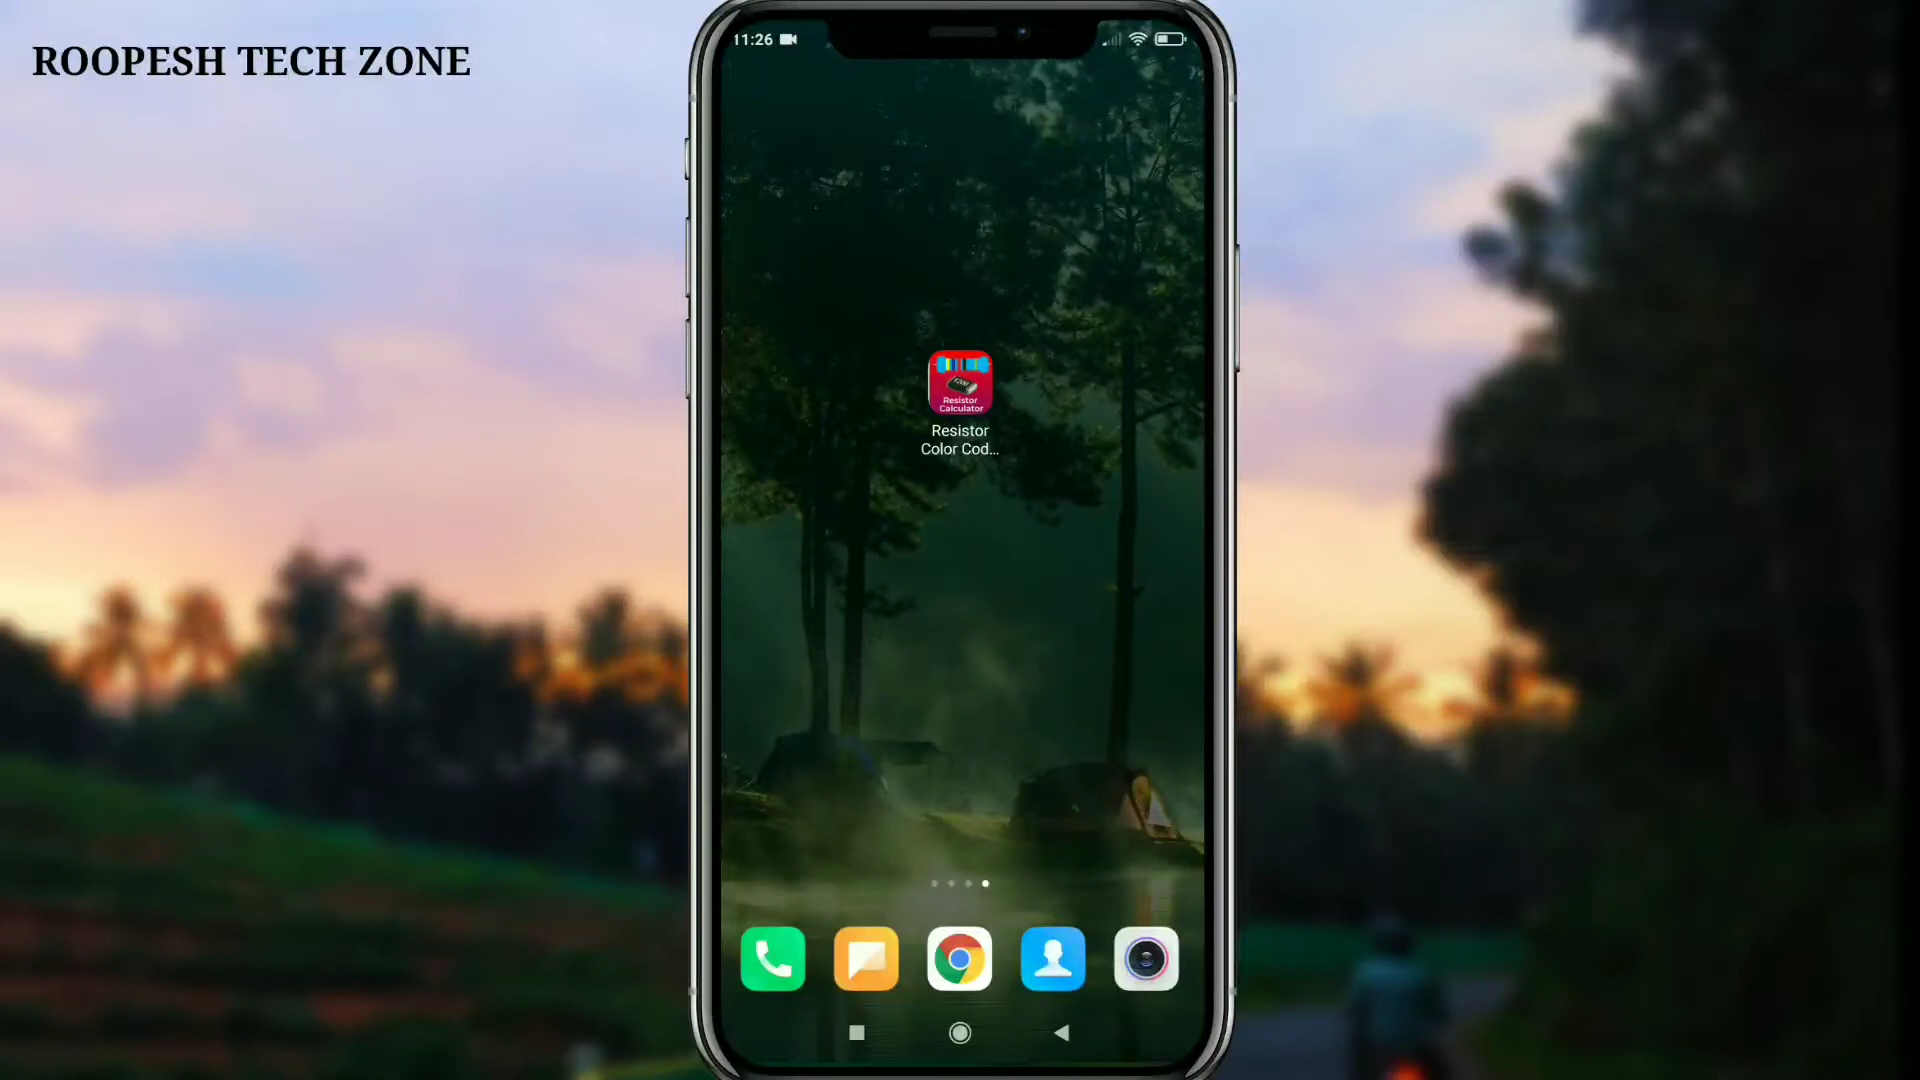 ROOPESH TECH ZONE
11:26
Resistor
Calculator
Resistor
Color Cod...